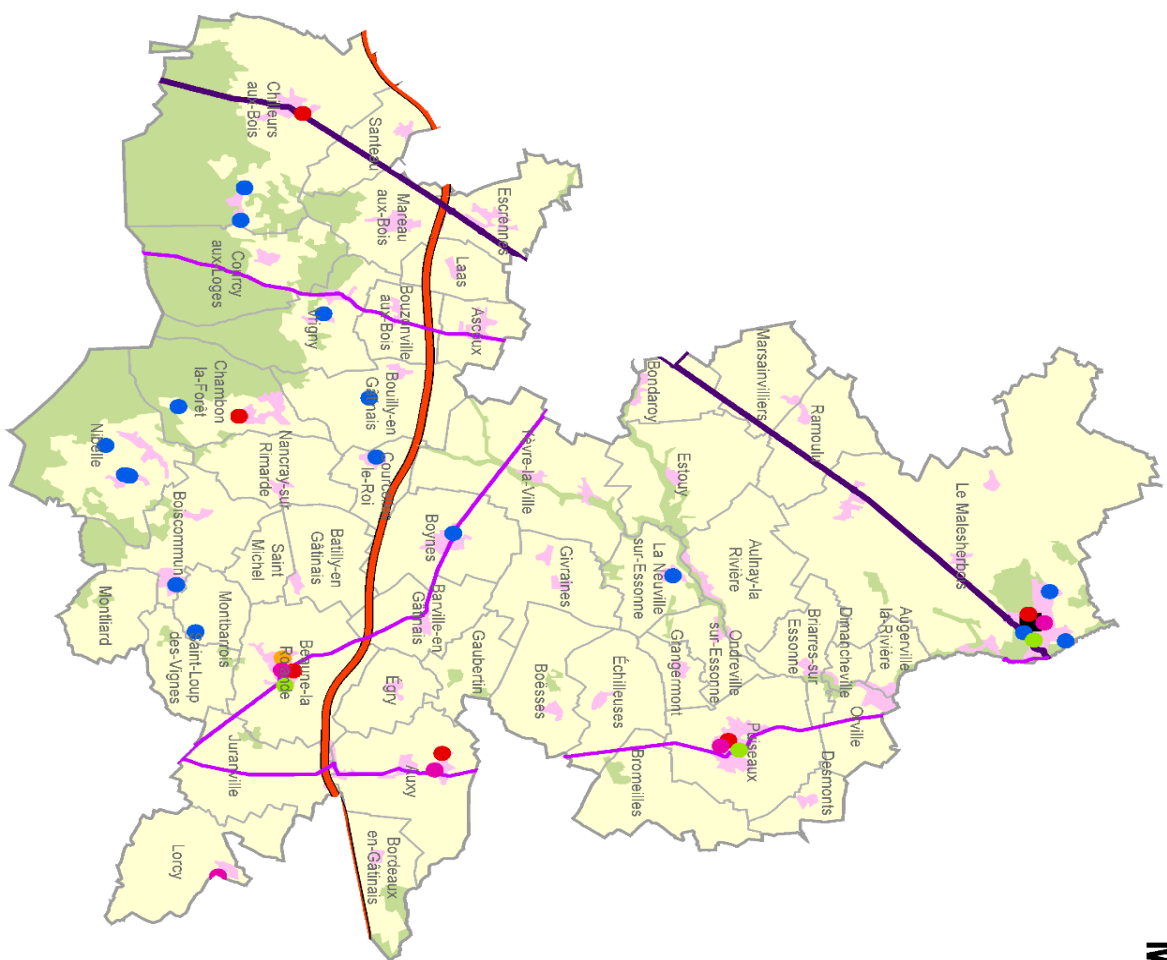 Le Malesherbois
Augerville
la-Rivière
Orville
Dimancheville
Desmonts
Briarres-sur
Essonne
Ramoulu
Marsainvilliers
Aulnay-la
Rivière
Ondreville
sur-Essonne
Puiseaux
Estouy
Bondaroy
La Neuville
sur-Essonne
Grangermont
Échilleuses
Bromeilles
Givraines
Boësses
Yèvre-la-Ville
Gaubertin
Escrennes
Ascoux
Laas
Boynes
Barville-en
Gâtinais
Égry
Auxy
Bordeaux
en-Gâtinais
Mareau
aux-Bois
Santeau
Bouzonville
aux-Bois
Bouilly-en
Gâtinais
Courcelles
le-Roi
Batilly-en
Gâtinais
Beaune-la
Rolande
Vrigny
Chilleurs
aux-Bois
Courcy
aux-Loges
Chambon
la-Forêt
Nancray-sur
Rimarde
Saint
Michel
Montbarrois
Juranville
Nibelle
Boiscommun
Saint-Loup
des-Vignes
Lorcy
Montliard
M